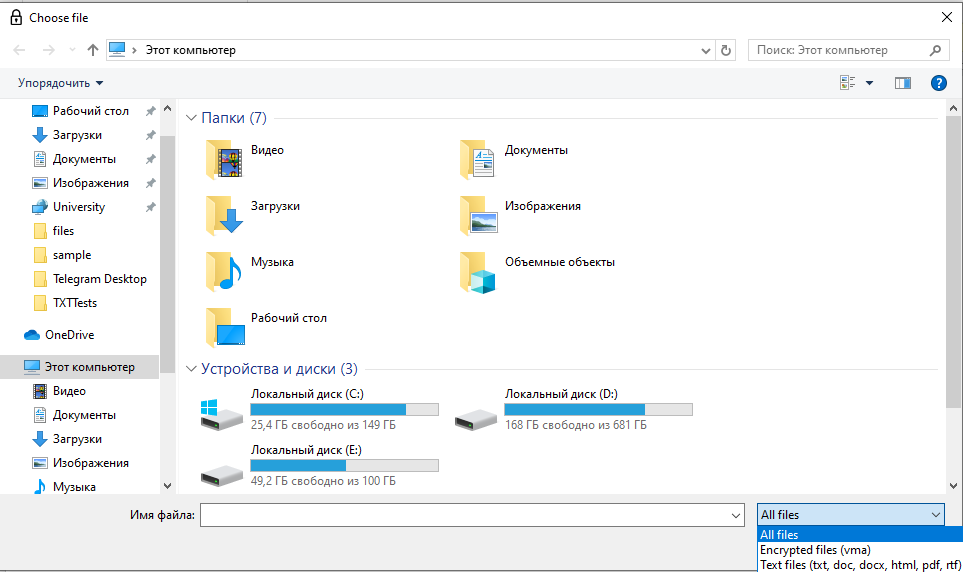 Choose file
Этот компьютер
Поиск: Этот компьютер
Упорядочить
Рабочий стол
Загрузки
Документы
Изображения
University
files
sample
Telegram Desktop
TXTTests
OneDrive
Этот компьютер
Видео
Документы
Загрузки
Изображения
Музыка
Папки (7)
Видео
Документы
Загрузки
Изображения
Музыка
Объемные объекты
Рабочий стол
Устройства и диски (3)
Локальный диск (C:)
25,4 ГБ свободно из 149 ГБ
Локальный диск (D:)
168 ГБ свободно из 681 ГБ
Локальный диск (E:)
49,2 ГБ свободно из 100 ГБ
Имя файла:
All files
All files
Encrypted files (vma)
Text files (txt, doc, docx, html, pdf, rtf)